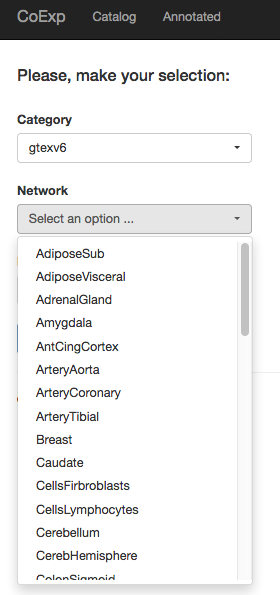 CoExp Catalog Annotated
Please, make your selection:
Category
gtexv6
Network
Select an option ...
AdiposeSub
AdiposeVisceral
AdrenalGland
Amygdala
AntCingCortex
ArteryAorta
ArteryCoronary
ArteryTibial
Breast
Caudate
CellsFirbroblasts
CellsLymphocytes
Cerebellum
CerebHemisphere
ColonSigmoid